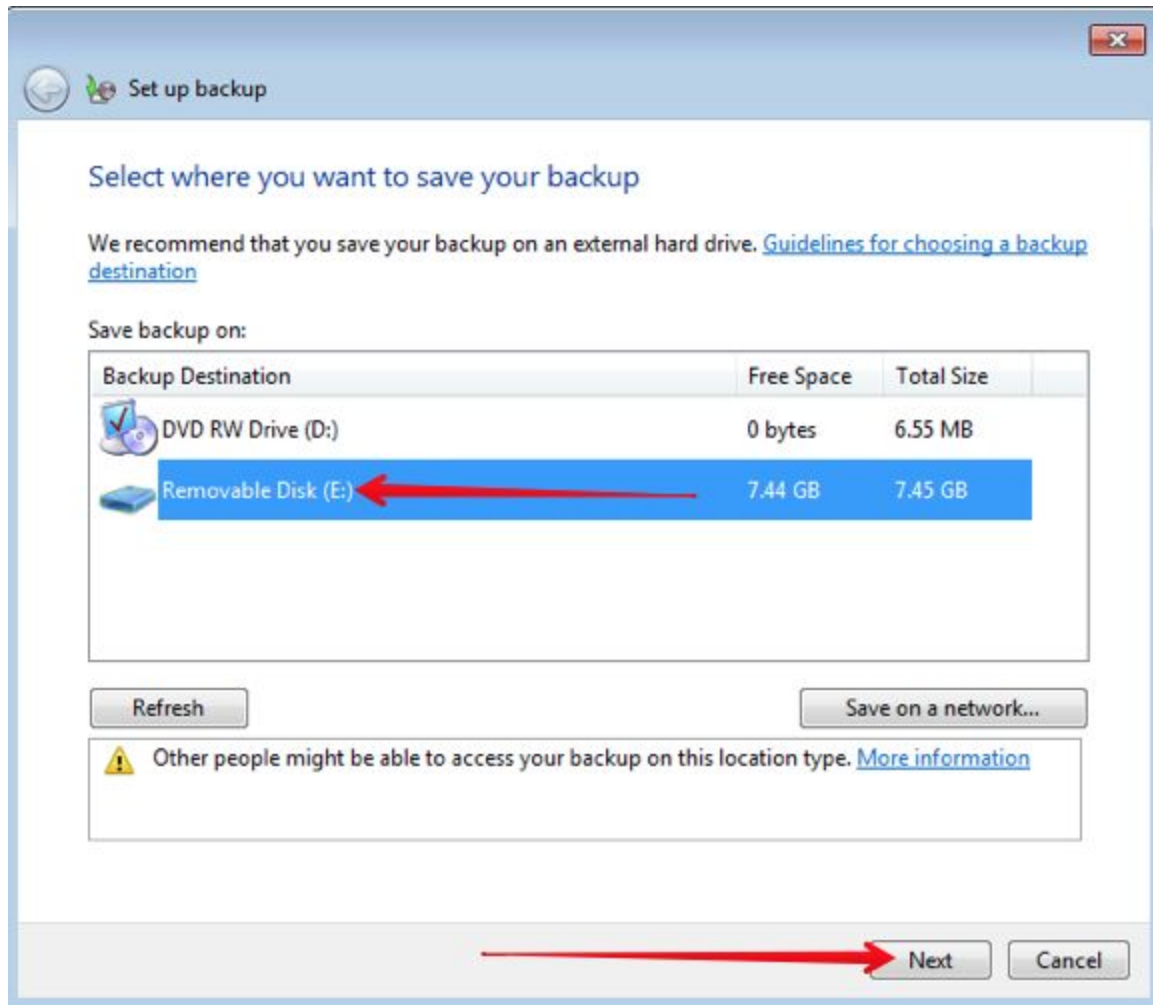 Set up backup
Select where you want to save your backup
We recommend that you save your backup on an external hard drive. Guidelines for choosing a backup
destination
Save backup on:
Backup Destination Free Space Total Size
DVD RW Drive (D:) 0 bytes 6.55 MB
Removable Disk (E:) 7.44 GB 7.45 GB
Refresh Save on a network...
Other people might be able to access your backup on this location type. More information
Next Cancel